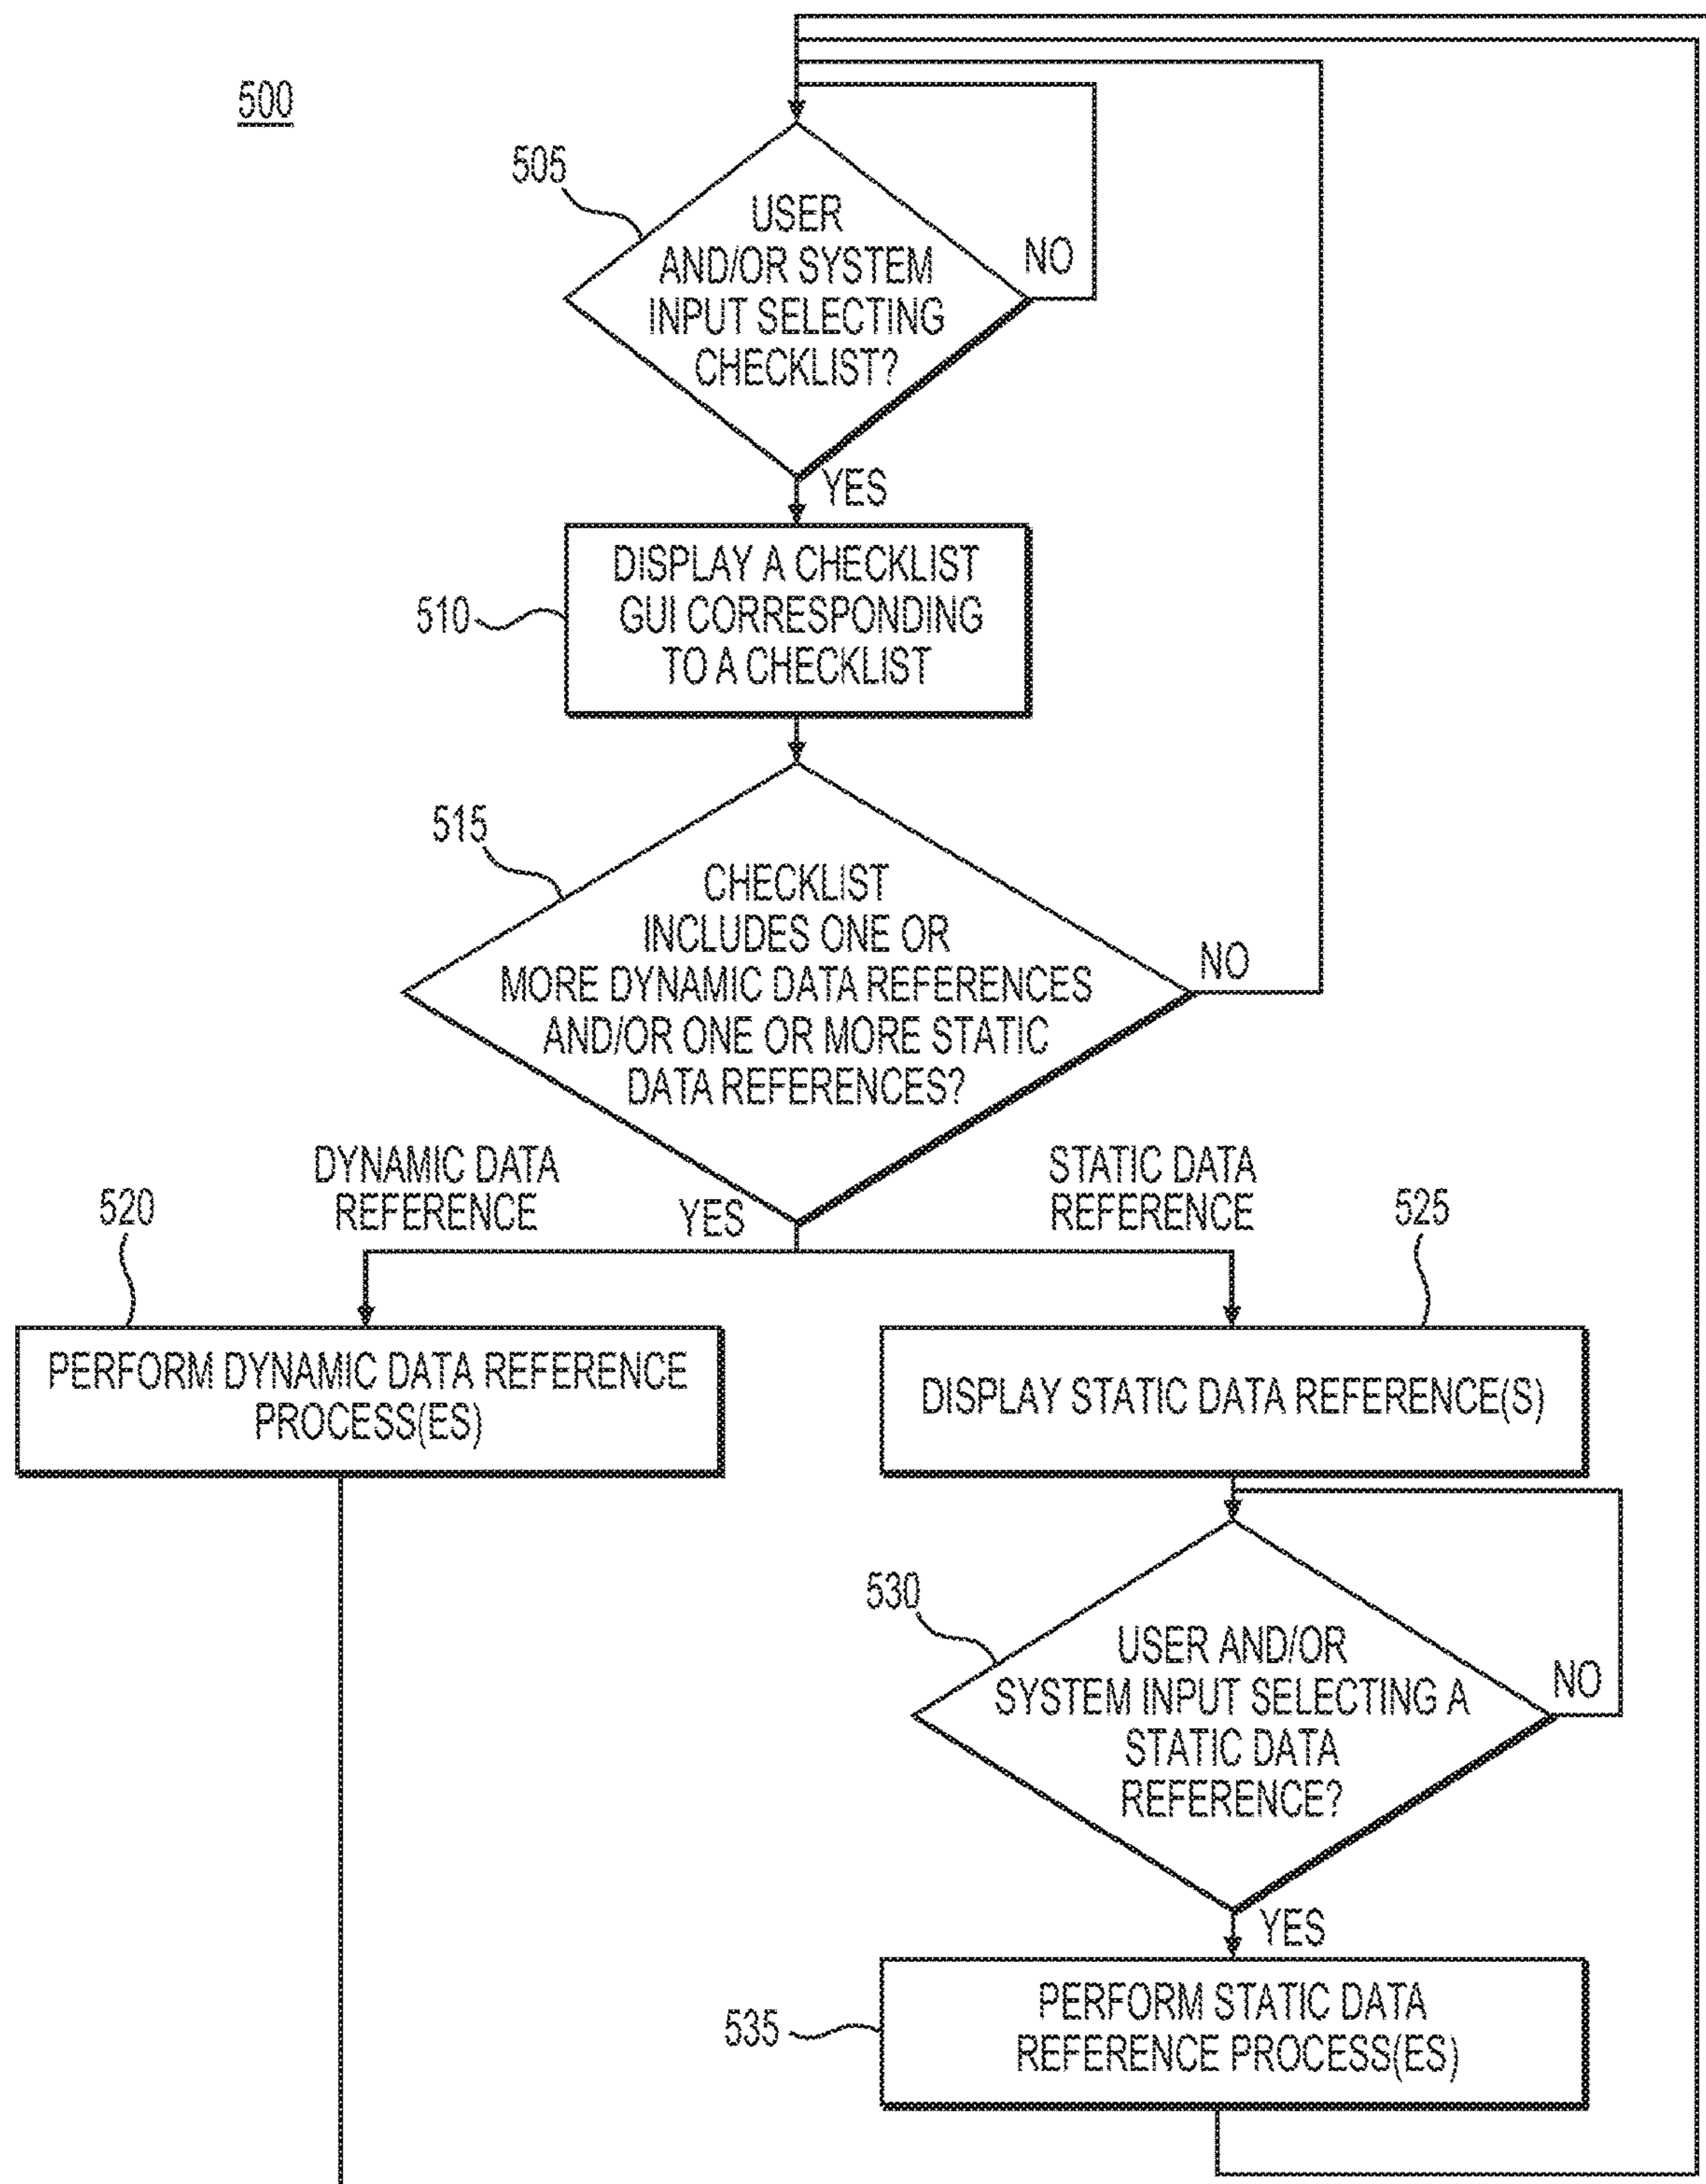 500
505
USER
AND/OR SYSTEM
INPUT SELECTING
CHECKLIST?
NO
YES
510
DISPLAY A CHECKLIST
GUI CORRESPONDING
TO A CHECKLIST
515
CHECKLIST
INCLUDES ONE OR
MORE DYNAMIC DATA REFERENCES
AND/OR ONE OR MORE STATIC
DATA REFERENCES?
NO
DYNAMIC DATA
REFERENCE
YES
STATIC DATA
REFERENCE
520
525
PERFORM DYNAMIC DATA REFERENCE
PROCESS(ES)
DISPLAY STATIC DATA REFERENCE(S)
530
USER AND/OR
SYSTEM INPUT SELECTING A
STATIC DATA
REFERENCE?
NO
YES
535
PERFORM STATIC DATA
REFERENCE PROCESS(ES)